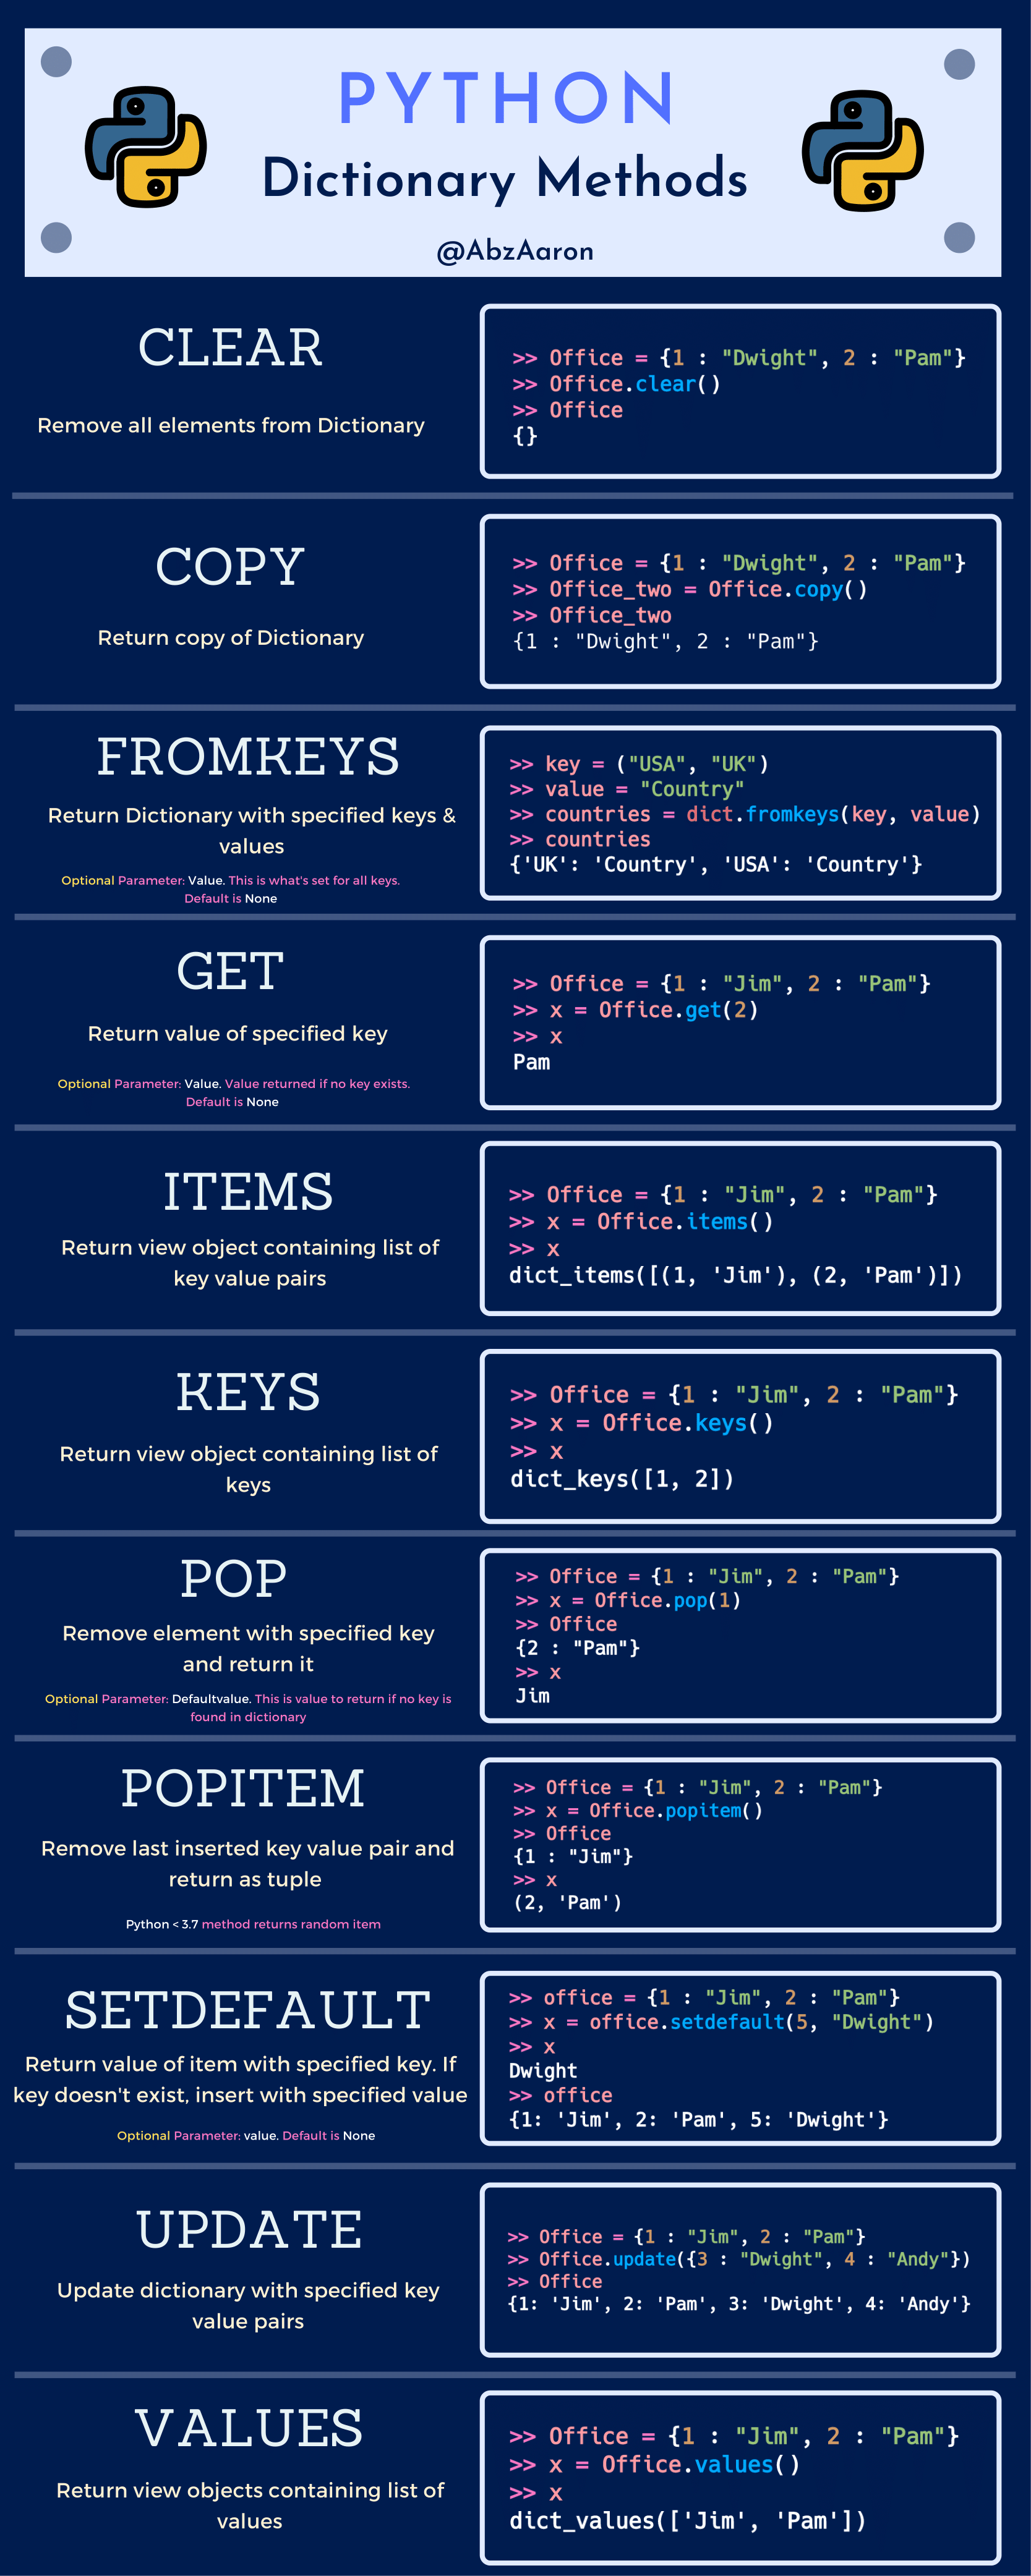 PYTHON
Dictionary Methods
@AbzAaron
CLEAR
Remove all elements from Dictionary
>> Office = {1 : "Dwight", 2 : "Pam"}
>> Office.clear()
>> Office
{}
COPY
Return copy of Dictionary
>> Office = {1 : "Dwight", 2 : "Pam"}
>> Office_two = Office.copy()
>> Office_two
{1 : "Dwight", 2 : "Pam"}
FROMKEYS
Return Dictionary with specified keys &
values
Optional Parameter: Value. This is what's set for all keys.
Default is None
>> key = ("USA", "UK")
>> value = "Country"
>> countries = dict.fromkeys(key, value)
>> countries
{'UK': 'Country', 'USA': 'Country'}
GET
Return value of specified key
Optional Parameter: Value. Value returned if no key exists.
Default is None
>> Office = {1 : "Jim", 2 : "Pam"}
>> x = Office.get(2)
>> x
Pam
ITEMS
Return view object containing list of
key value pairs
>> Office = {1 : "Jim", 2 : "Pam"}
>> x = Office.items()
>> x
dict_items([(1, 'Jim'), (2, 'Pam')])
KEYS
Return view object containing list of
keys
>> Office = {1 : "Jim", 2 : "Pam"}
>> x = Office.keys()
>> x
dict_keys([1, 2])
POP
Remove element with specified key
and return it
Optional Parameter: Defaultvalue. This is value to return if no key is
found in dictionary
>> Office = {1 : "Jim", 2 : "Pam"}
>> x = Office.pop(1)
>> Office
{2 : "Pam"}
>> x
Jim
POPITEM
Remove last inserted key value pair and
return as tuple
Python < 3.7 method returns random item
>> Office = {1 : "Jim", 2 : "Pam"}
>> x = Office.popitem()
>> Office
{1 : "Jim"}
>> x
(2, 'Pam')
SETDEFAULT
Return value of item with specified key. If
key doesn't exist, insert with specified value
Optional Parameter: value. Default is None
>> office = {1 : "Jim", 2 : "Pam"}
>> x = office.setdefault(5, "Dwight")
>> x
Dwight
>> office
{1: 'Jim', 2: 'Pam', 5: 'Dwight'}
UPDATE
Update dictionary with specified key
value pairs
>> Office = {1 : "Jim", 2 : "Pam"}
>> Office.update({3 : "Dwight", 4 : "Andy"})
>> Office
{1: 'Jim', 2: 'Pam', 3: 'Dwight', 4: 'Andy'}
VALUES
Return view objects containing list of
values
>> Office = {1 : "Jim", 2 : "Pam"}
>> x = Office.values()
>> x
dict_values(['Jim', 'Pam'])